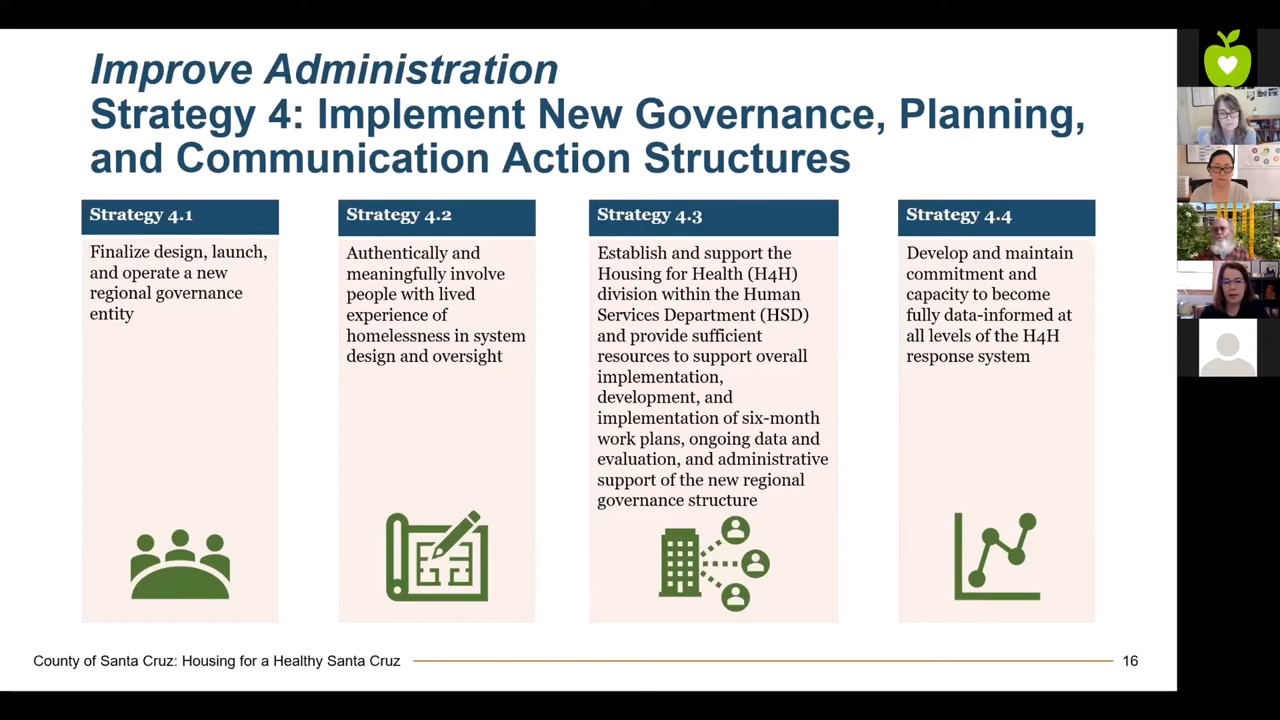 Improve Administration
Strategy 4: Implement New Governance, Planning,
and Communication Action Structures
Strategy 4.1
Finalize design, launch,
and operate a new
regional governance
entity
Strategy 4.2
Authentically and
meaningfully involve
people with lived
experience of
homelessness in system
design and oversight
Strategy 4.3
Establish and support the
Housing for Health (H4H)
division within the Human
Services Department (HSD)
and provide sufficient
resources to support overall
implementation,
development, and
implementation of six-month
work plans, ongoing data and
evaluation, and administrative
support of the new regional
governance structure
Strategy 4.4
Develop and maintain
commitment and
capacity to become
fully data-informed at
all levels of the H4H
response system
County of Santa Cruz: Housing for a Healthy Santa Cruz
16